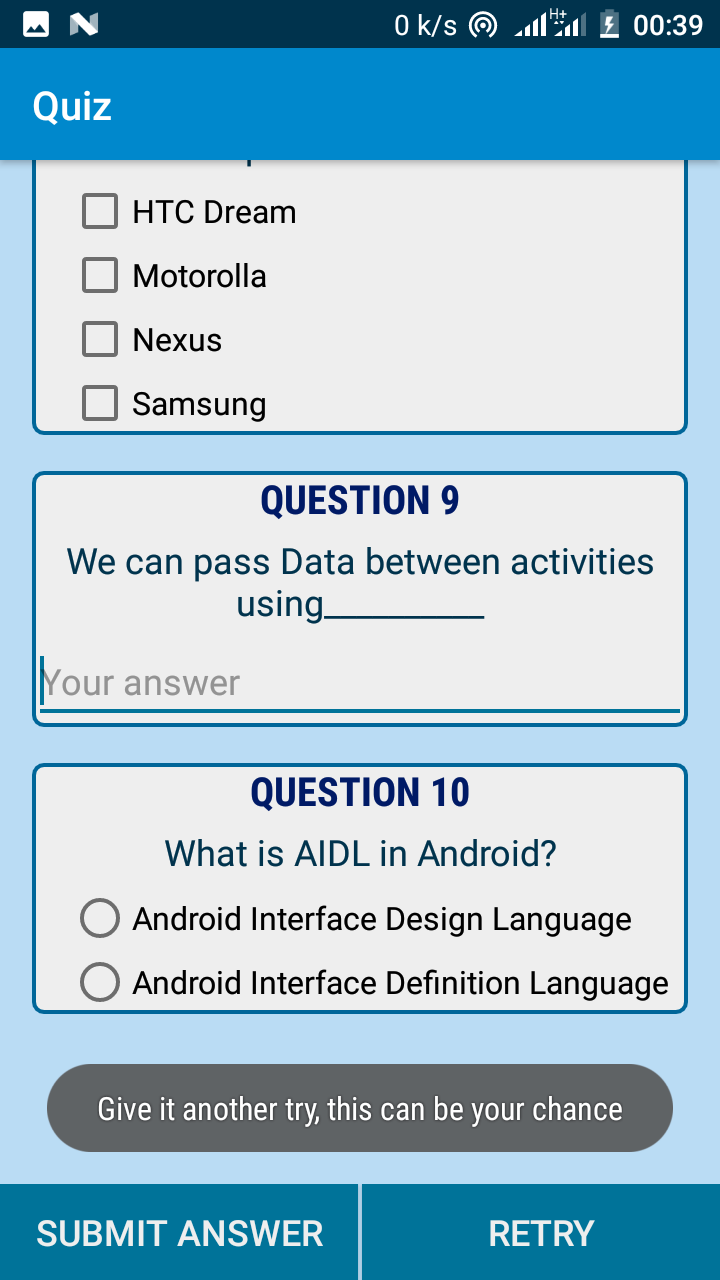 0 k/s H+ 00:39
Quiz
HTC Dream
Motorolla
Nexus
Samsung
QUESTION 9
We can pass Data between activities
using__________
Your answer
QUESTION 10
What is AIDL in Android?
Android Interface Design Language
Android Interface Definition Language
Give it another try, this can be your chance
SUBMIT ANSWER
RETRY